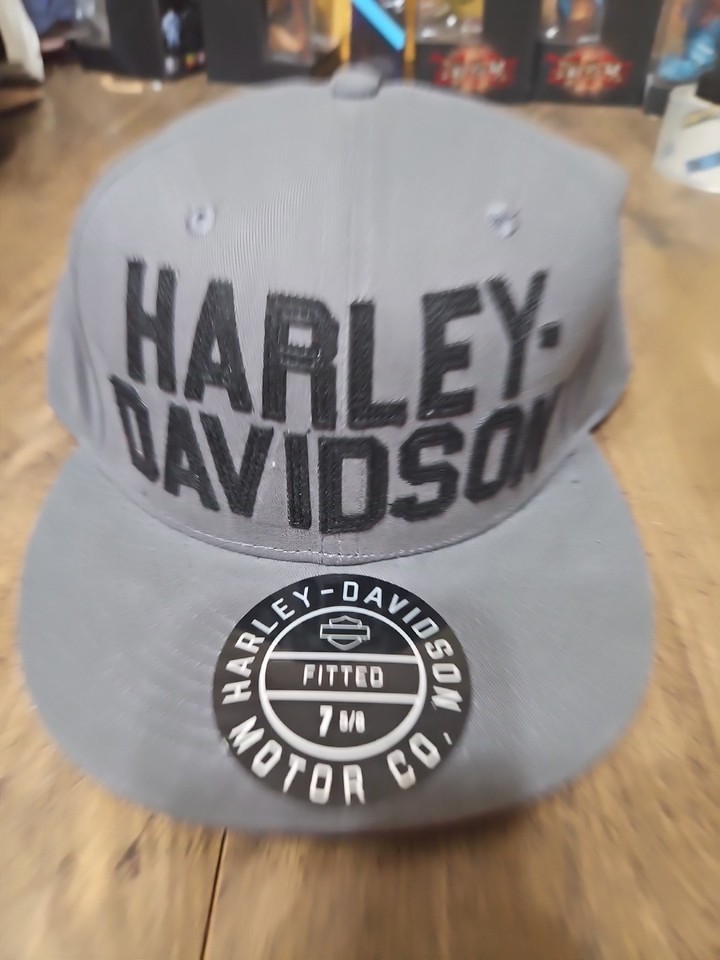 HARLEY-
DAVIDSON
HARLEY-DAVIDSON
FITTED
7
MOTOR CO.